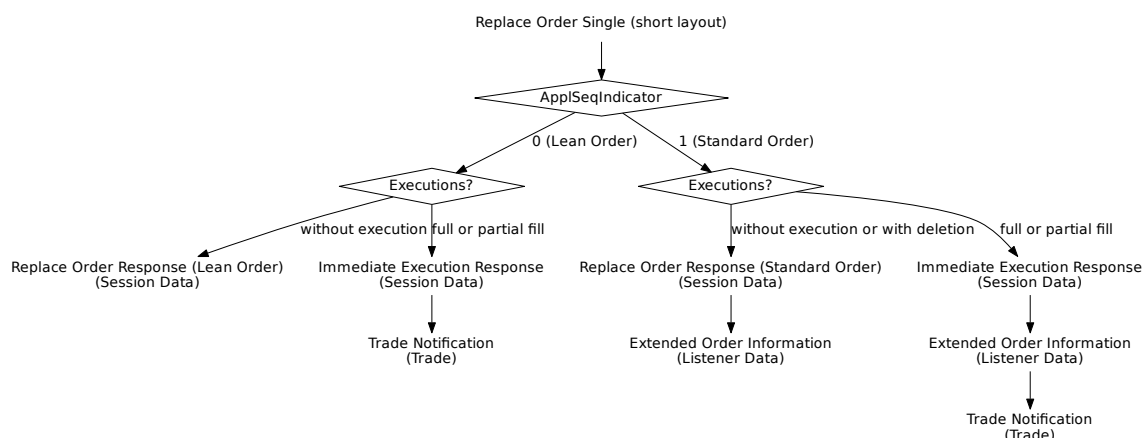 Replace Order Single (short layout)
ApplSeqIndicator
0 (Lean Order)
1 (Standard Order)
Executions?
Executions?
without execution
full or partial fill
without execution or with deletion
full or partial fill
Replace Order Response (Lean Order)
(Session Data)
Immediate Execution Response
(Session Data)
Replace Order Response (Standard Order)
(Session Data)
Immediate Execution Response
(Session Data)
Trade Notification
(Trade)
Extended Order Information
(Listener Data)
Extended Order Information
(Listener Data)
Trade Notification
(Trade)